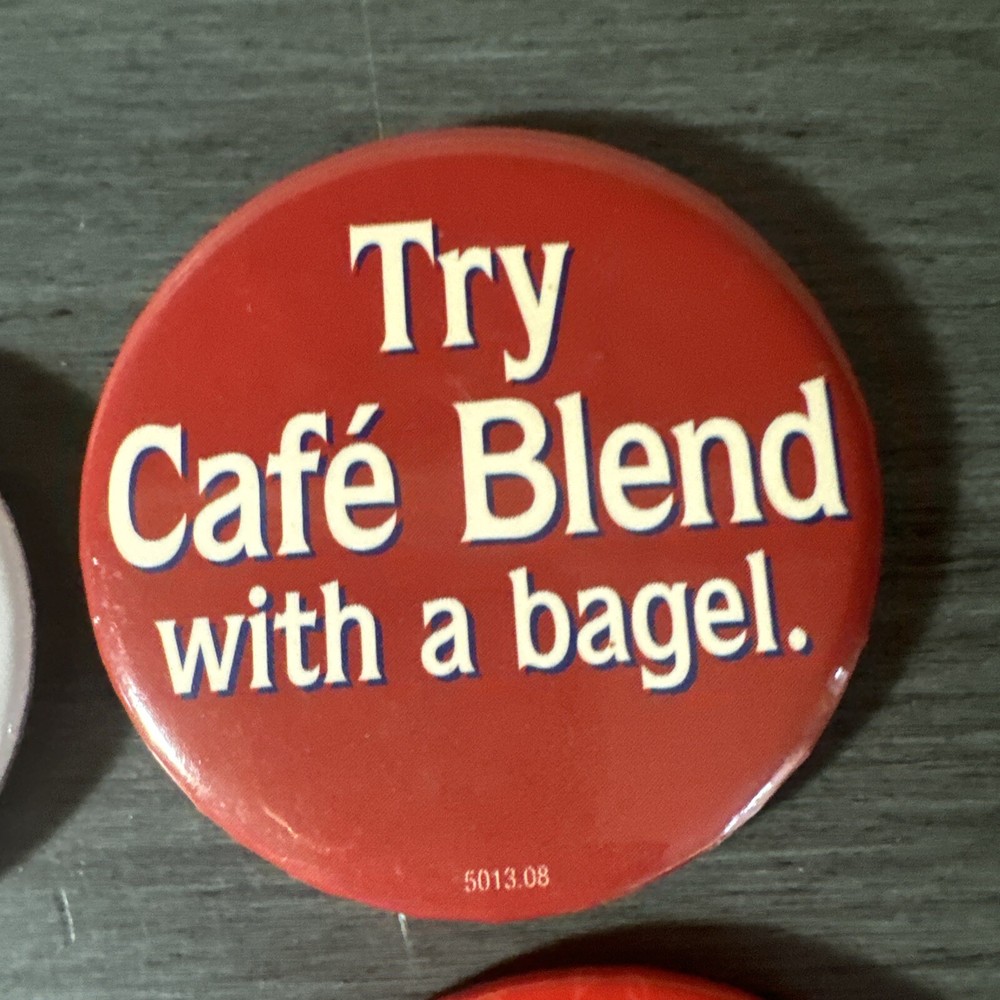 Try
Café Blend
with a bagel.
5013.08